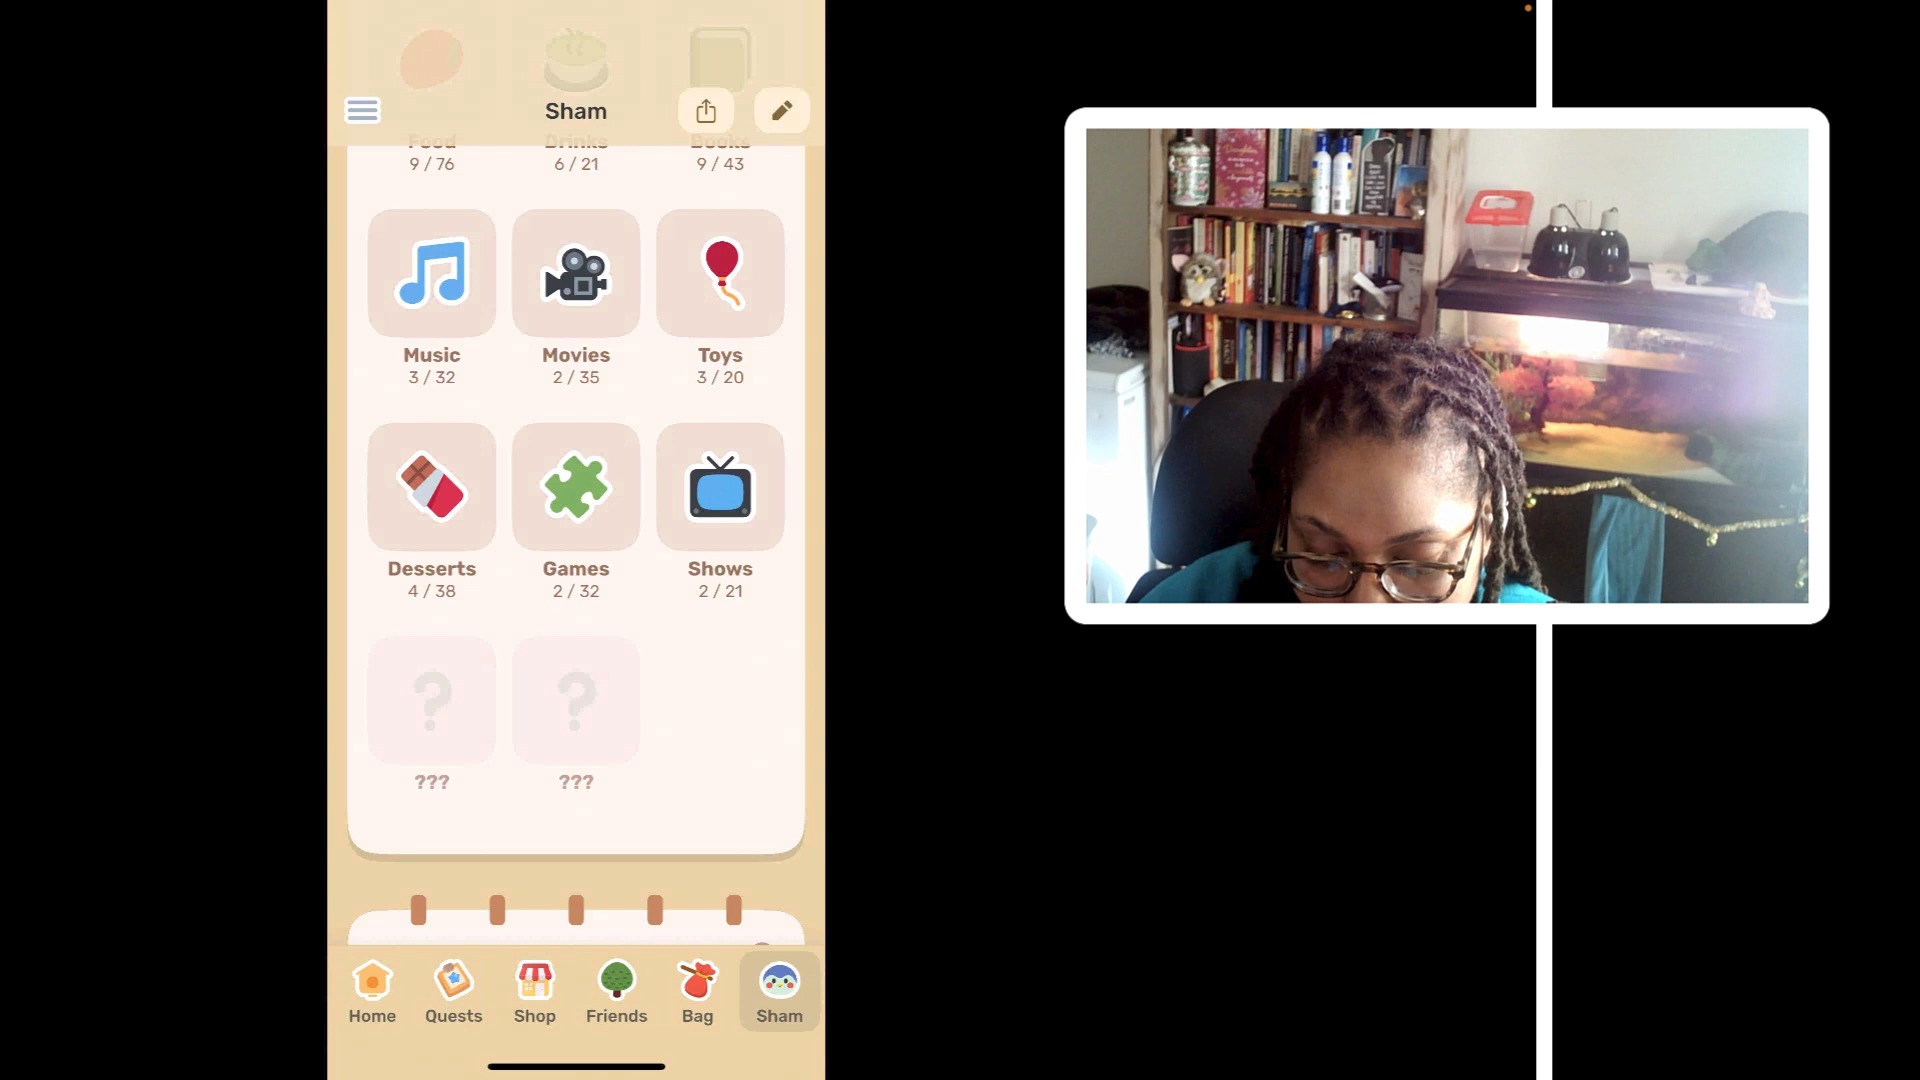 Sham
Food Drinks Books
9 / 76 6 / 21 9 / 43
Music Movies Toys
3 / 32 2 / 35 3 / 20
Desserts Games Shows
4 / 38 2 / 32 2 / 21
??? ???
Home Quests Shop Friends Bag Sham